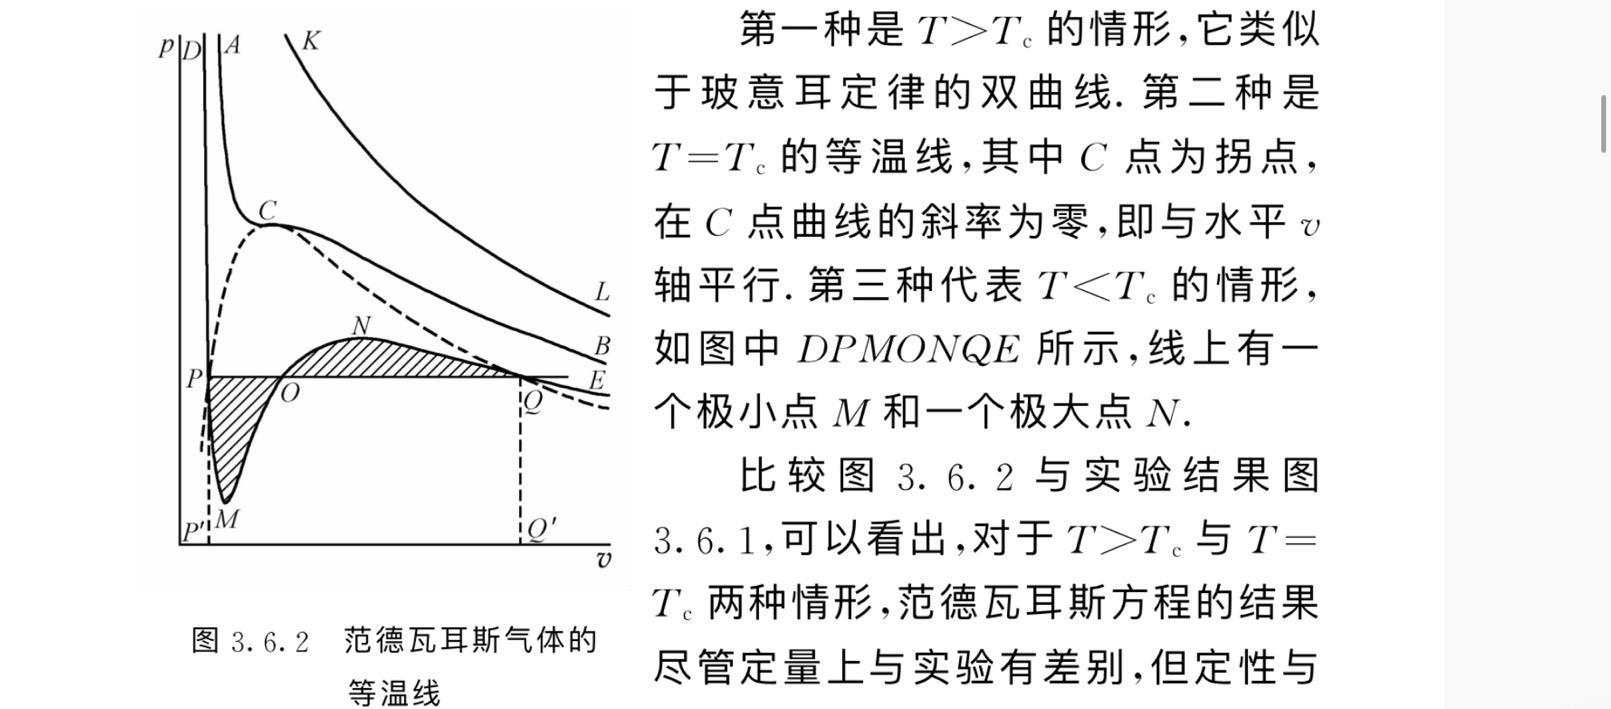 p D A K
C
L
N
B
P O Q E
P' M Q'
v
图 3.6.2 范德瓦耳斯气体的
等温线
第一种是 T>Tc 的情形,它类似
于玻意耳定律的双曲线. 第二种是
T=Tc 的等温线,其中 C 点为拐点,
在 C 点曲线的斜率为零,即与水平 v
轴平行. 第三种代表 T<Tc 的情形,
如图中 DPMONQE 所示,线上有一
个极小点 M 和一个极大点 N.
比较图 3.6.2 与实验结果图
3.6.1,可以看出,对于 T>Tc 与 T=
Tc 两种情形,范德瓦耳斯方程的结果
尽管定量上与实验有差别,但定性与